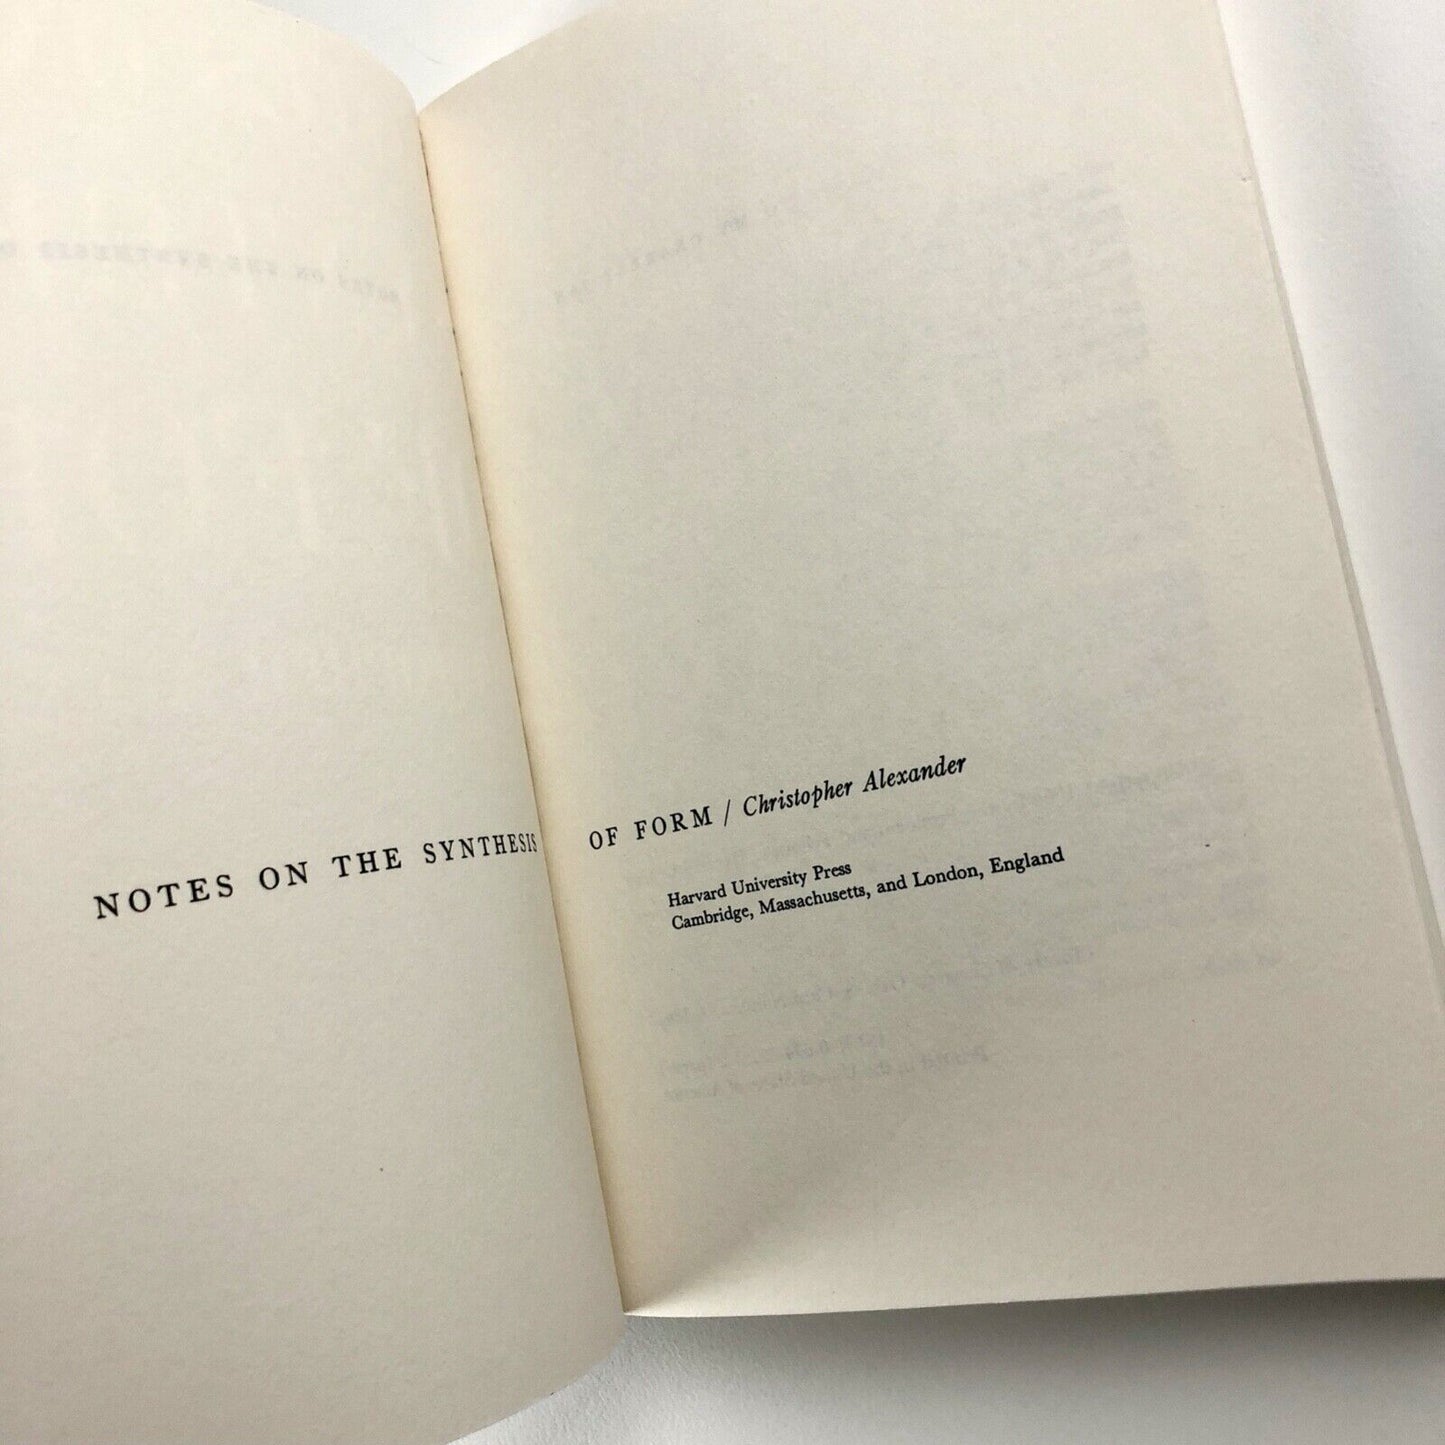 NOTES ON THE SYNTHESIS OF FORM / Christopher Alexander
Harvard University Press
Cambridge, Massachusetts, and London, England